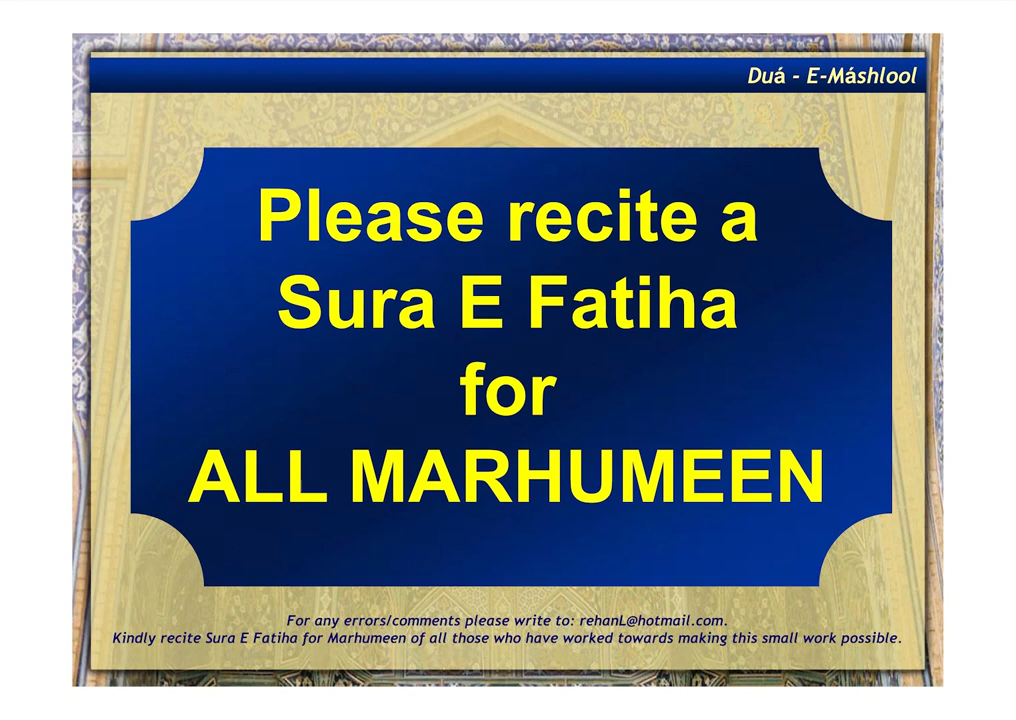 Duá - E-Máshlool
Please recite a
Sura E Fatiha
for
ALL MARHUMEEN
For any errors/comments please write to: rehanL@hotmail.com.
Kindly recite Sura E Fatiha for Marhumeen of all those who have worked towards making this small work possible.